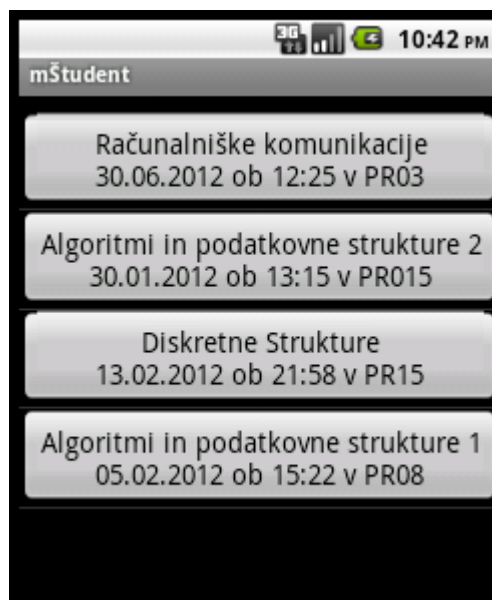 3G
10:42 PM
mŠtudent
Računalniške komunikacije
30.06.2012 ob 12:25 v PR03
Algoritmi in podatkovne strukture 2
30.01.2012 ob 13:15 v PR015
Diskretne Strukture
13.02.2012 ob 21:58 v PR15
Algoritmi in podatkovne strukture 1
05.02.2012 ob 15:22 v PR08